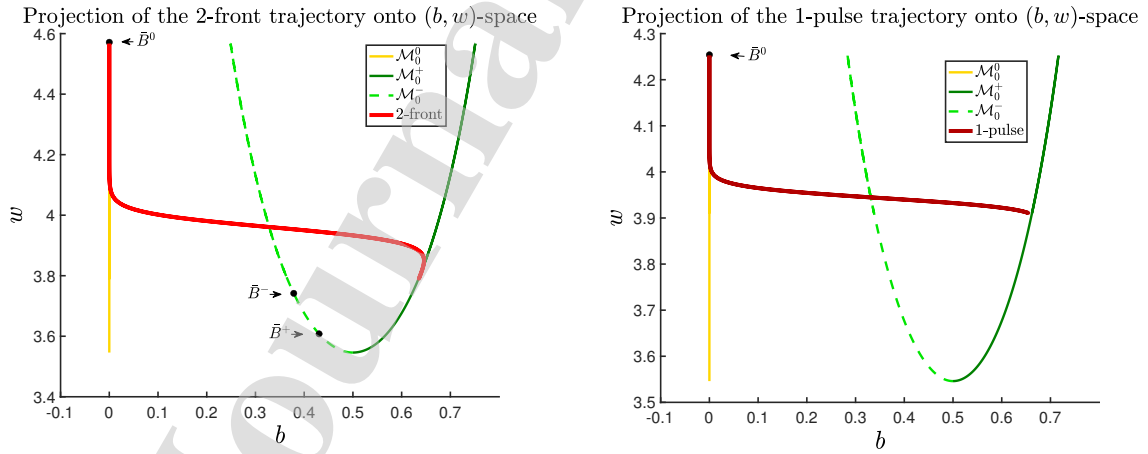 Projection of the 2-front trajectory onto (b, w)-space
4.6
4.4
4.2
4
3.8
3.6
3.4
w
-0.1 0 0.1 0.2 0.3 0.4 0.5 0.6 0.7
b
B̄⁰
B̄⁻
B̄⁺
M₀⁰
M₀⁺
M₀⁻
2-front
Projection of the 1-pulse trajectory onto (b, w)-space
4.3
4.2
4.1
4
3.9
3.8
3.7
3.6
3.5
w
-0.1 0 0.1 0.2 0.3 0.4 0.5 0.6 0.7
b
B̄⁰
M₀⁰
M₀⁺
M₀⁻
1-pulse